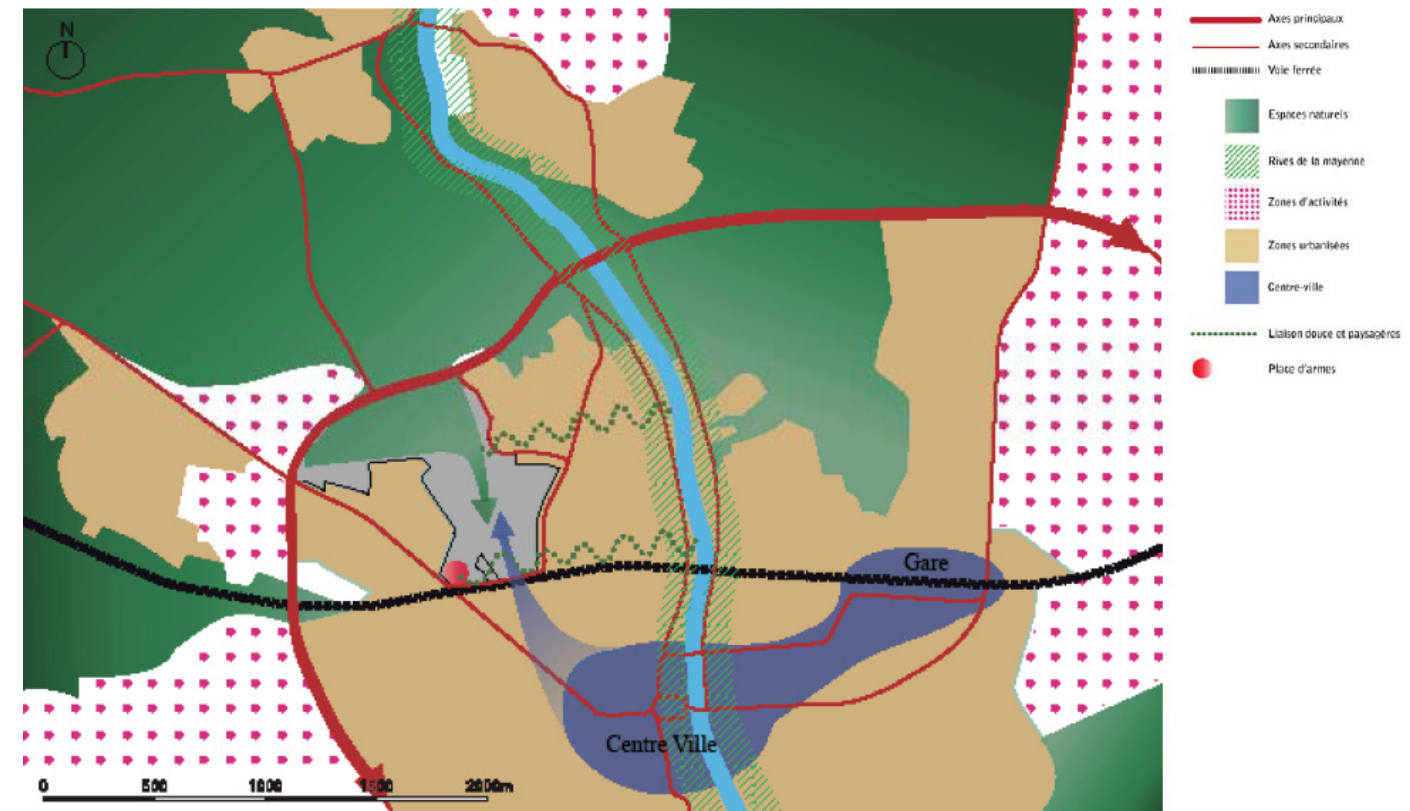 N
Axes principaux
Axes secondaires
Voie ferrée
Espaces naturels
Rives de la mayenne
Zones d'activités
Zones urbanisées
Centre-ville
Liaison douce et paysagères
Place d'armes
Gare
Centre Ville
0 500 1000 1500 2000m